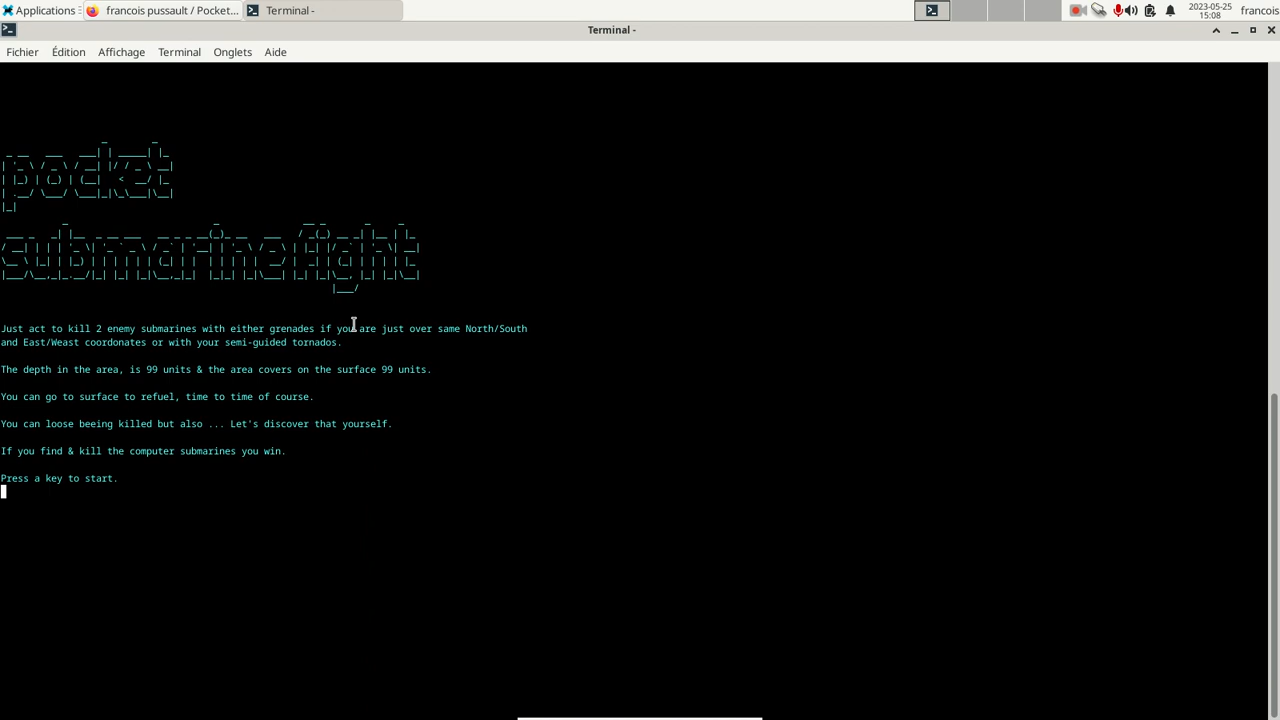 Applications
francois pussault / Pocket...
Terminal -
2023-05-25
15:08
francois
Terminal -
Fichier Édition Affichage Terminal Onglets Aide
pocket
submarine fight
Just act to kill 2 enemy submarines with either grenades if you are just over same North/South
and East/Weast coordonates or with your semi-guided tornados.
The depth in the area, is 99 units & the area covers on the surface 99 units.
You can go to surface to refuel, time to time of course.
You can loose beeing killed but also ... Let's discover that yourself.
If you find & kill the computer submarines you win.
Press a key to start.